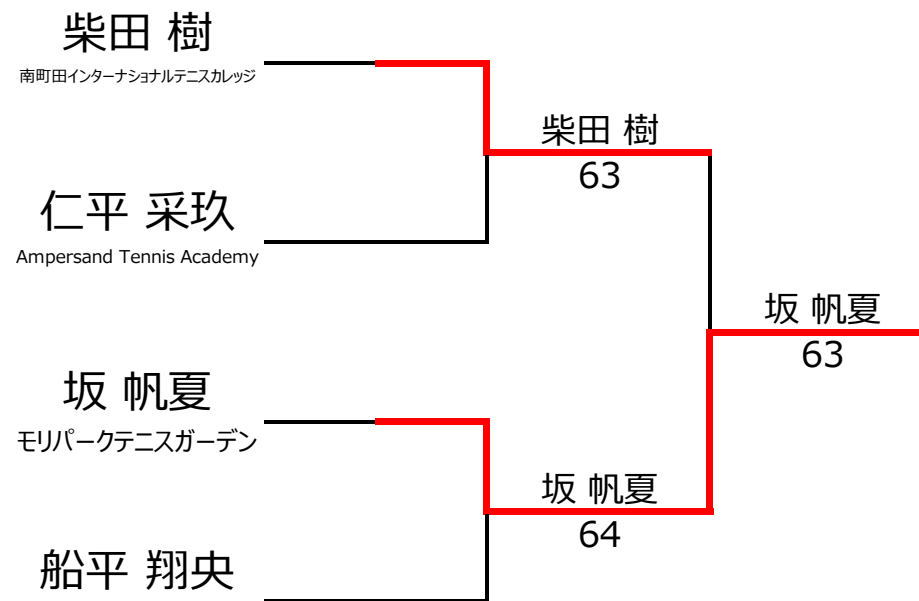 柴田 樹
南町田インターナショナルテニスカレッジ
柴田 樹
63
仁平 采玖
Ampersand Tennis Academy
坂 帆夏
63
坂 帆夏
モリパークテニスガーデン
坂 帆夏
64
船平 翔央